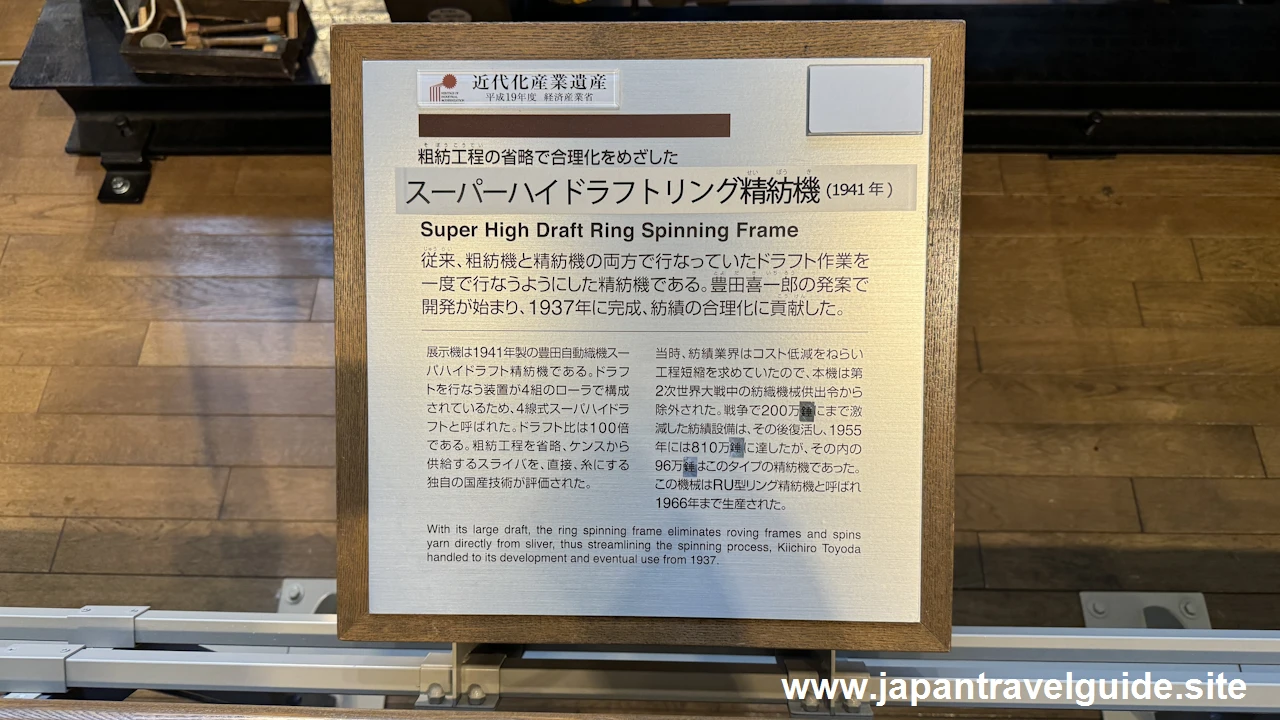 近代化産業遺産
平成19年度 経済産業省
粗紡工程の省略で合理化をめざした
スーパーハイドラフトリング精紡機(1941年)
Super High Draft Ring Spinning Frame
従来、粗紡機と精紡機の両方で行なっていたドラフト作業を
一度で行なうようにした精紡機である。豊田喜一郎の発案で
開発が始まり、1937年に完成、紡績の合理化に貢献した。
展示機は1941年製の豊田自動織機スー
パハイドラフト精紡機である。ドラフ
トを行なう装置が4組のローラで構成
されているため、4線式スーパハイドラ
フトと呼ばれた。ドラフト比は100倍
である。粗紡工程を省略、ケンスから
供給するスライバを、直接、糸にする
独自の国産技術が評価された。
当時、紡績業界はコスト低減をねらい
工程短縮を求めていたので、本機は第
2次世界大戦中の紡織機械供出令から
除外された。戦争で200万錘にまで激
減した紡績設備は、その後復活し、1955
年には810万錘に達したが、その内の
96万錘はこのタイプの精紡機であった。
この機械はRU型リング精紡機と呼ばれ
1966年まで生産された。
With its large draft, the ring spinning frame eliminates roving frames and spins
yarn directly from sliver, thus streamlining the spinning process, Kiichiro Toyoda
handled to its development and eventual use from 1937.
www.japantravelguide.site